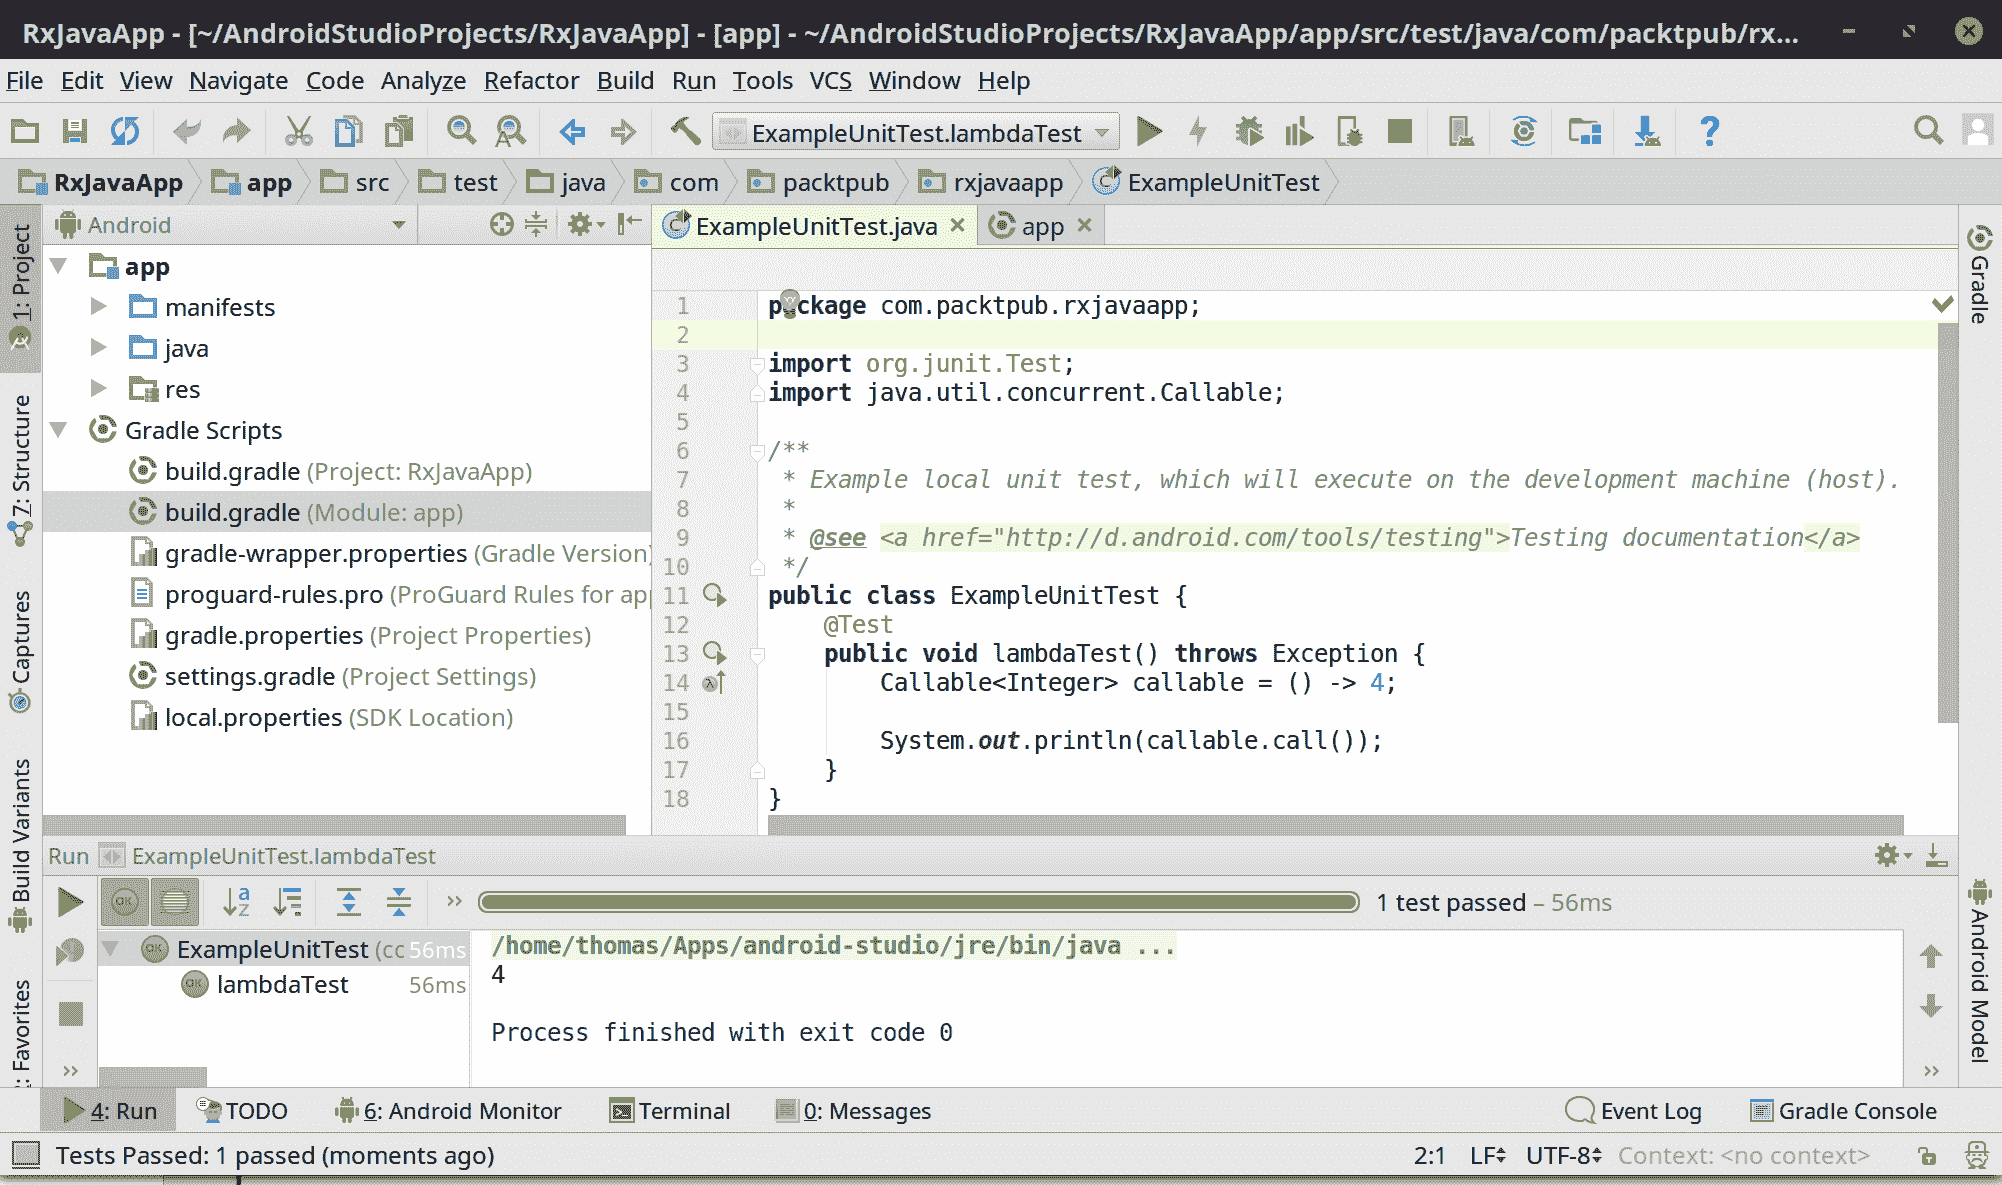 RxJavaApp - [~/AndroidStudioProjects/RxJavaApp] - [app] - ~/AndroidStudioProjects/RxJavaApp/app/src/test/java/com/packtpub/rx...
File Edit View Navigate Code Analyze Refactor Build Run Tools VCS Window Help
ExampleUnitTest.lambdaTest
RxJavaApp app src test java com packtpub rxjavaapp ExampleUnitTest
1: Project
7: Structure
Captures
Build Variants
: Favorites
Android
app
manifests
java
res
Gradle Scripts
build.gradle (Project: RxJavaApp)
build.gradle (Module: app)
gradle-wrapper.properties (Gradle Version)
proguard-rules.pro (ProGuard Rules for app
gradle.properties (Project Properties)
settings.gradle (Project Settings)
local.properties (SDK Location)
ExampleUnitTest.java app
1 package com.packtpub.rxjavaapp;
2
3 import org.junit.Test;
4 import java.util.concurrent.Callable;
5
6 /**
7 * Example local unit test, which will execute on the development machine (host).
8 *
9 * @see <a href="http://d.android.com/tools/testing">Testing documentation</a>
10 */
11 public class ExampleUnitTest {
12 @Test
13 public void lambdaTest() throws Exception {
14 Callable<Integer> callable = () -> 4;
15
16 System.out.println(callable.call());
17 }
18 }
Gradle
Android Model
Run ExampleUnitTest.lambdaTest
1 test passed – 56ms
ExampleUnitTest (cc 56ms
lambdaTest 56ms
/home/thomas/Apps/android-studio/jre/bin/java ...
4
Process finished with exit code 0
4: Run TODO 6: Android Monitor Terminal 0: Messages Event Log Gradle Console
Tests Passed: 1 passed (moments ago) 2:1 LF UTF-8 Context: <no context>